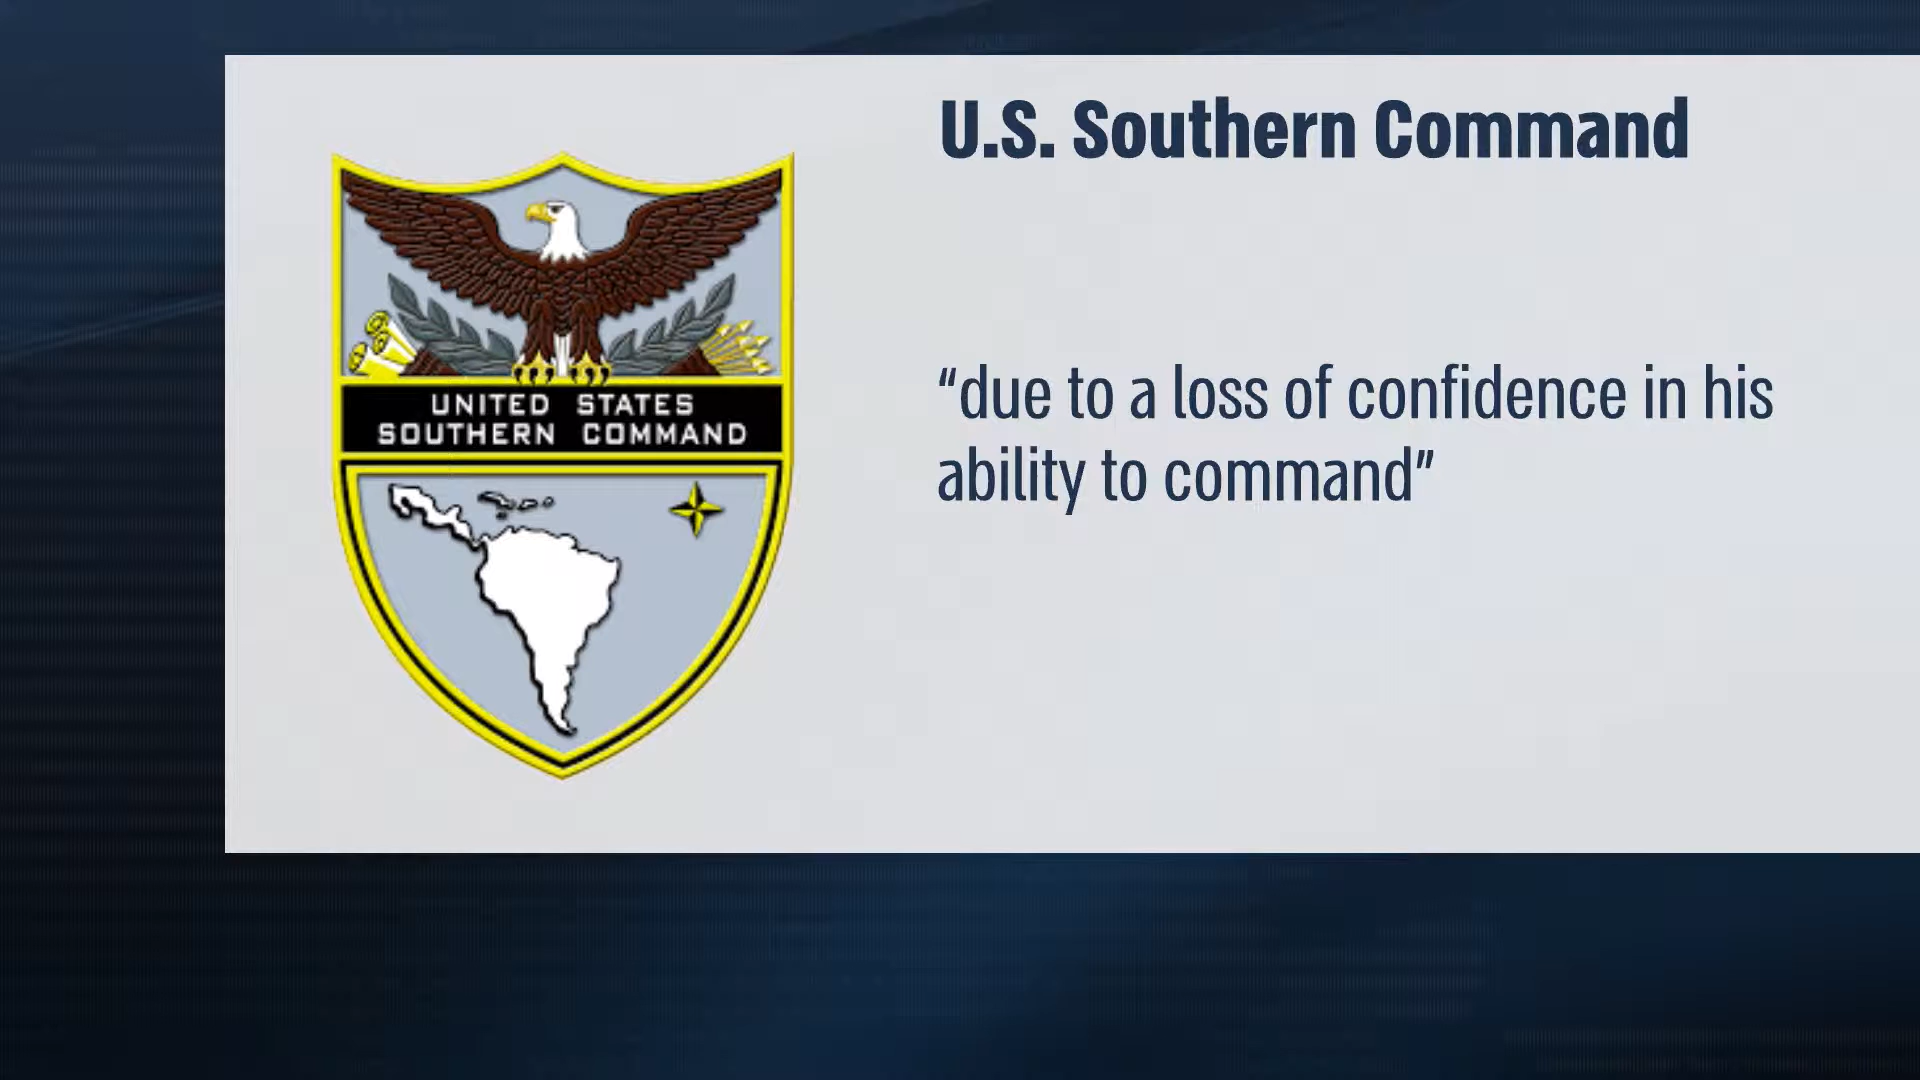 UNITED STATES
SOUTHERN COMMAND
U.S. Southern Command
“due to a loss of confidence in his
ability to command”